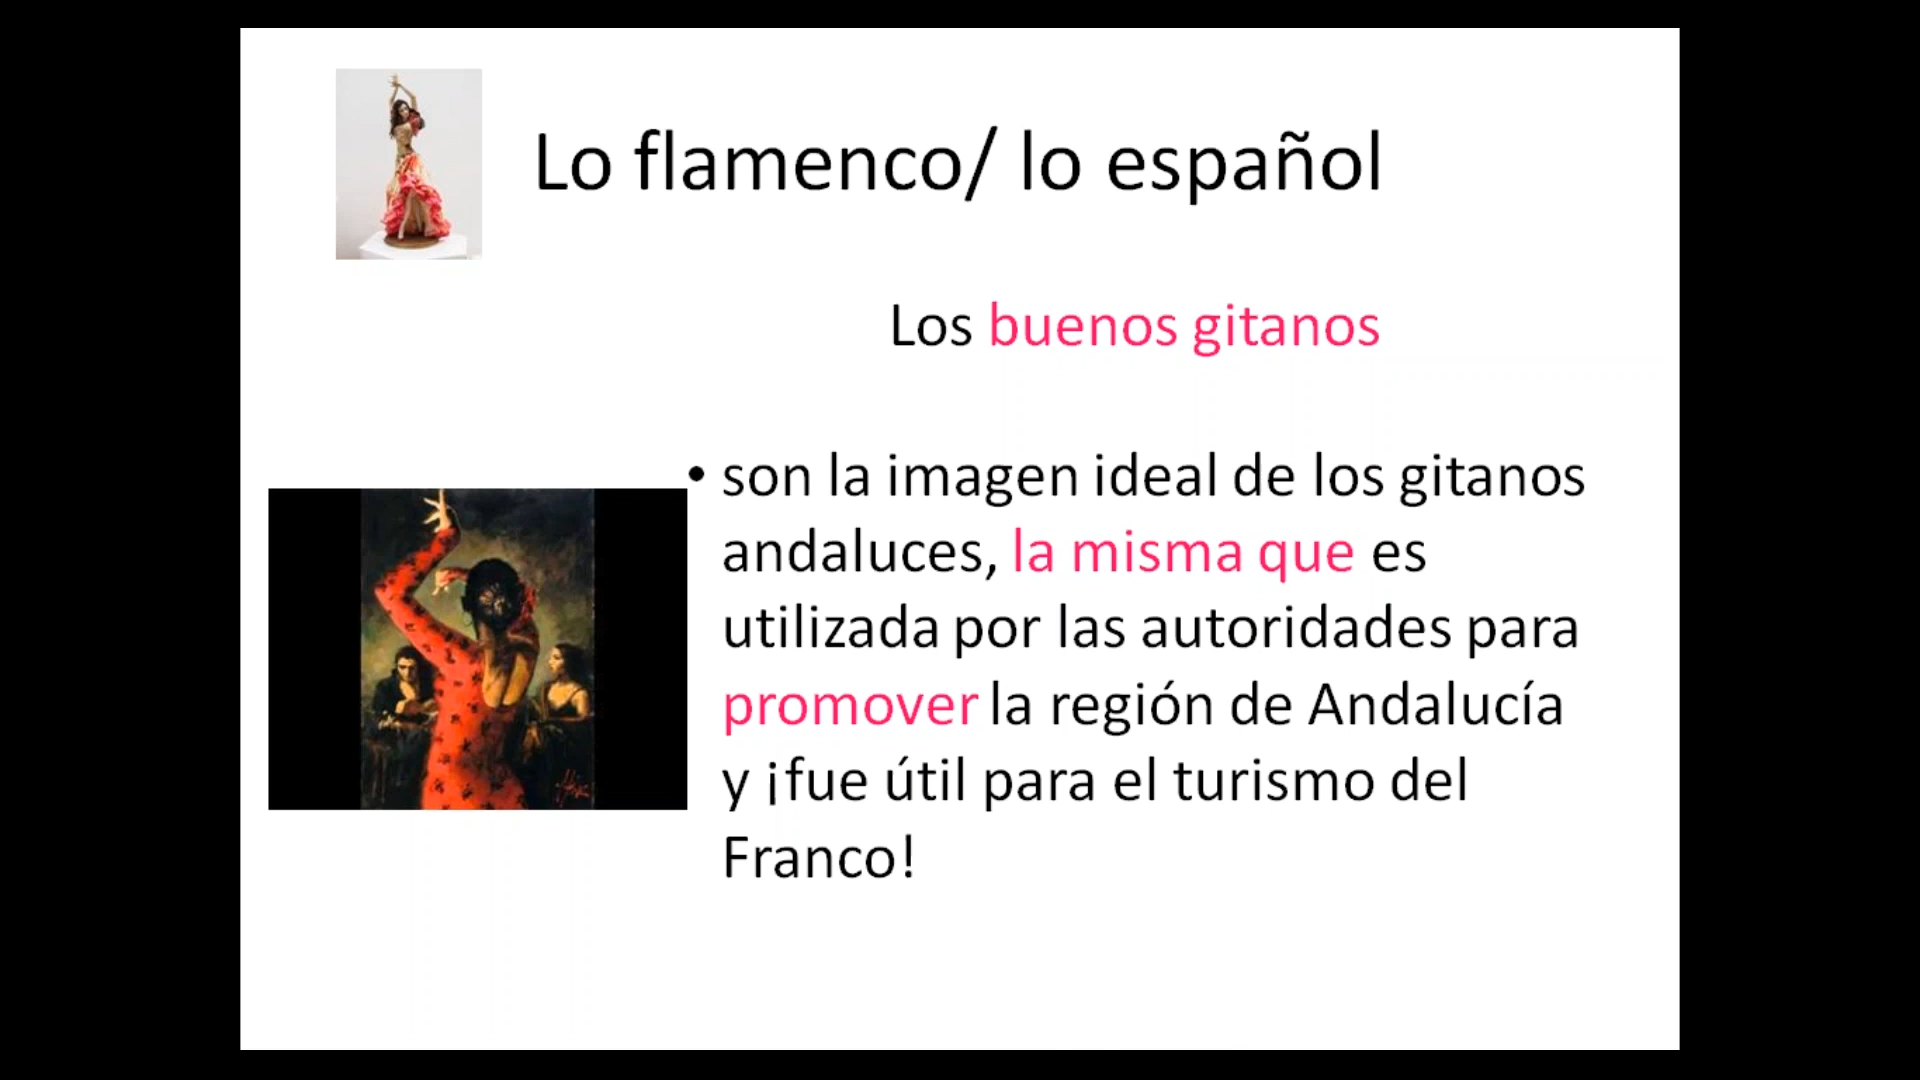 Lo flamenco/ lo español
Los buenos gitanos
• son la imagen ideal de los gitanos
andaluces, la misma que es
utilizada por las autoridades para
promover la región de Andalucía
y ¡fue útil para el turismo del
Franco!